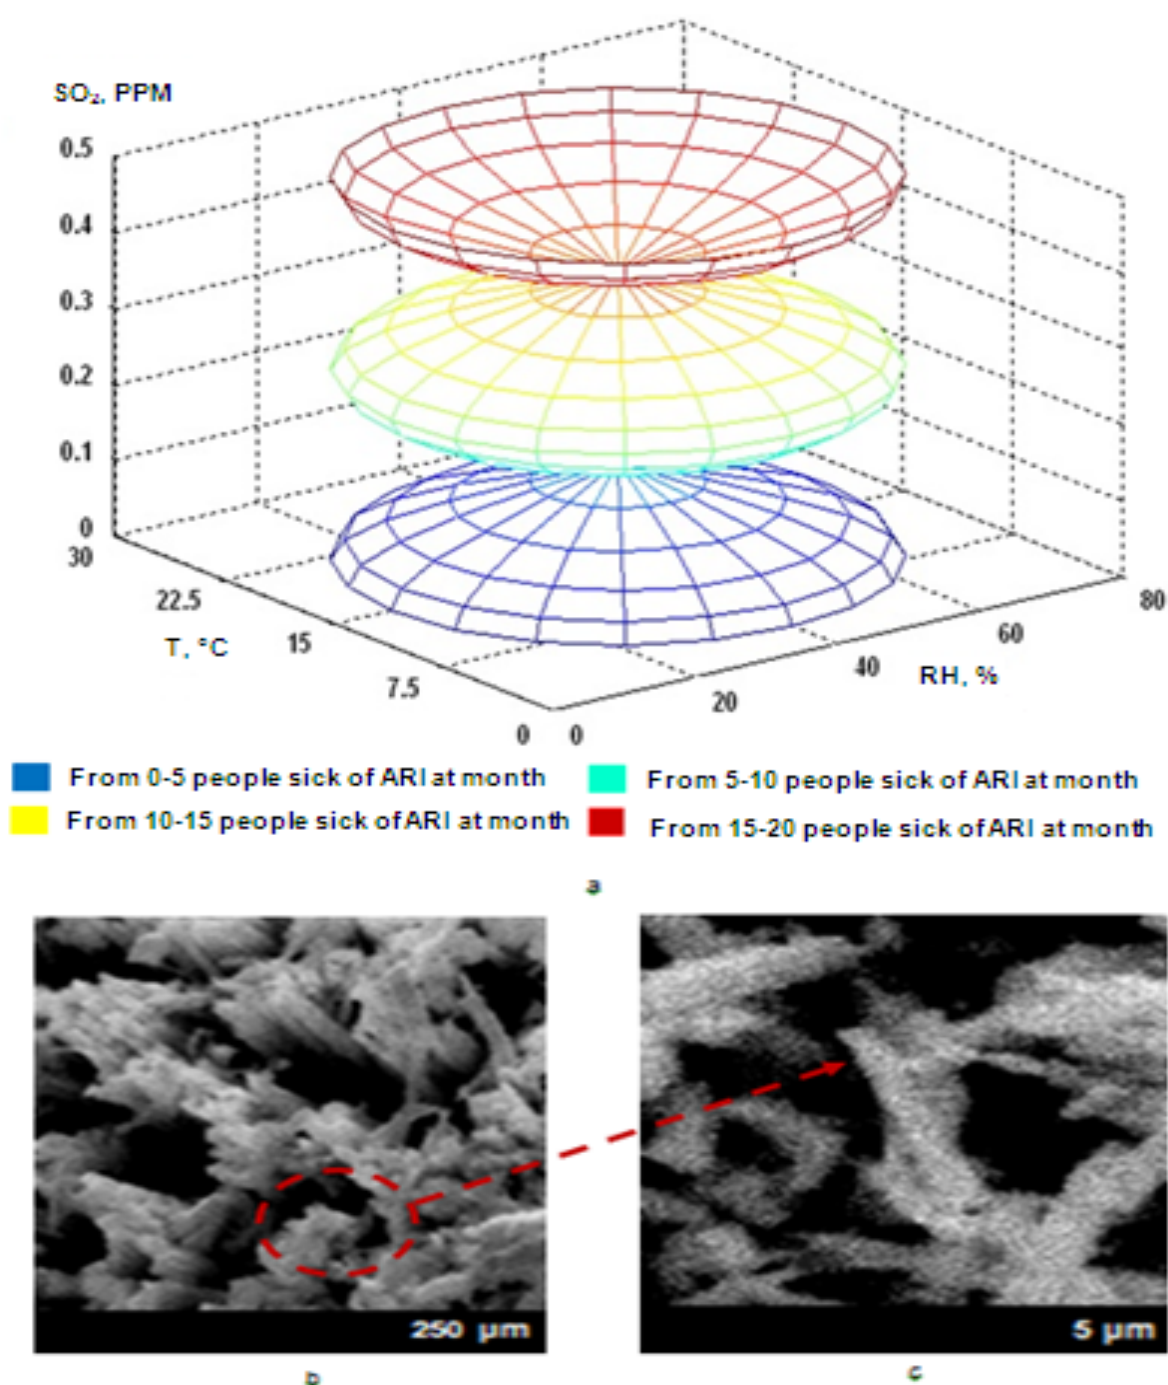 SO₂, PPM
0.5
0.4
0.3
0.2
0.1
0
30
22.5
T, °C
15
7.5
0
0
20
40
RH, %
60
80
From 0-5 people sick of ARI at month
From 5-10 people sick of ARI at month
From 10-15 people sick of ARI at month
From 15-20 people sick of ARI at month
a
250 µm
5 µm
b
c